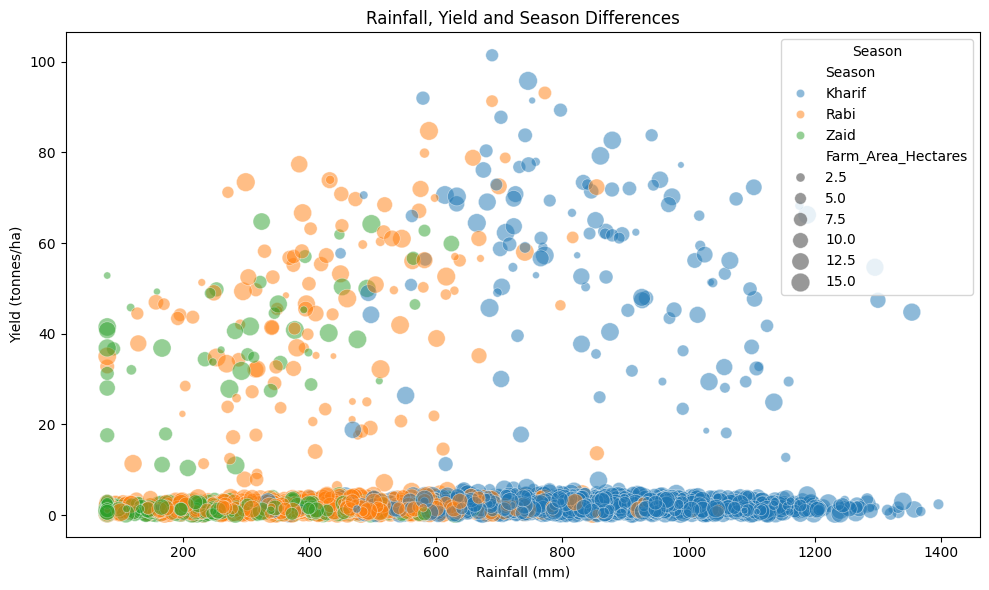 Rainfall, Yield and Season Differences
Yield (tonnes/ha)
100
80
60
40
20
0
Season
Season
Kharif
Rabi
Zaid
Farm_Area_Hectares
2.5
5.0
7.5
10.0
12.5
15.0
200 400 600 800 1000 1200 1400
Rainfall (mm)